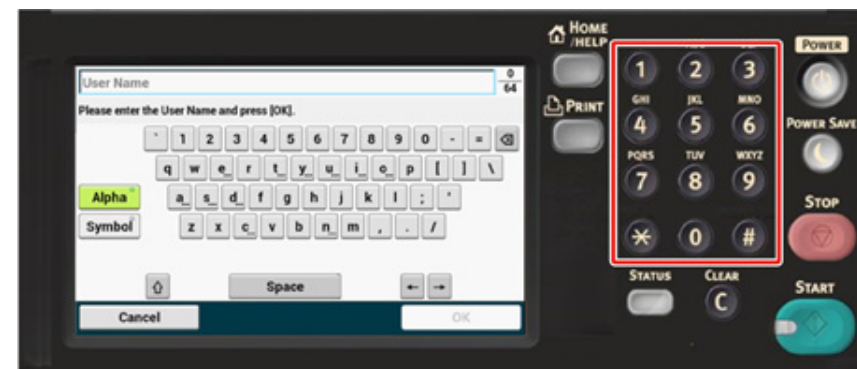 User Name
0
64
Please enter the User Name and press [OK].
` 1 2 3 4 5 6 7 8 9 0 - =
q w e r t y u i o p [ ] \
Alpha
a s d f g h j k l ; '
Symbol
z x c v b n m , . /
Space
← →
Cancel
OK
HOME
/HELP
PRINT
1 2 3
GHI JKL MNO
4 5 6
PQRS TUV WXYZ
7 8 9
* 0 #
STATUS
CLEAR
C
POWER
POWER SAVE
STOP
START